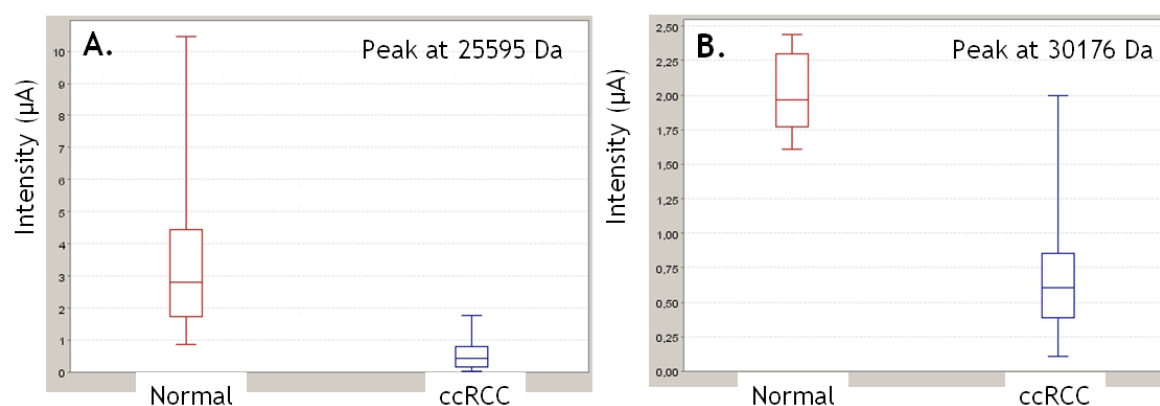 A.
Peak at 25595 Da
Intensity (µA)
10
9
8
7
6
5
4
3
2
1
0
Normal
ccRCC
B.
Peak at 30176 Da
Intensity (µA)
2,50
2,25
2,00
1,75
1,50
1,25
1,00
0,75
0,50
0,25
0,00
Normal
ccRCC